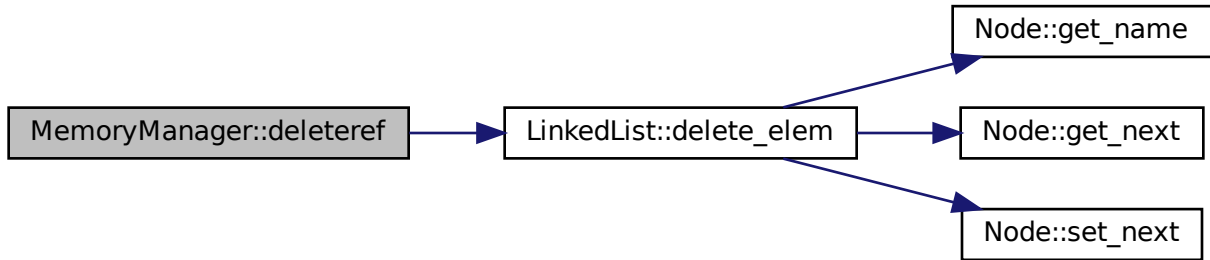 MemoryManager::deleteref
LinkedList::delete_elem
Node::get_name
Node::get_next
Node::set_next